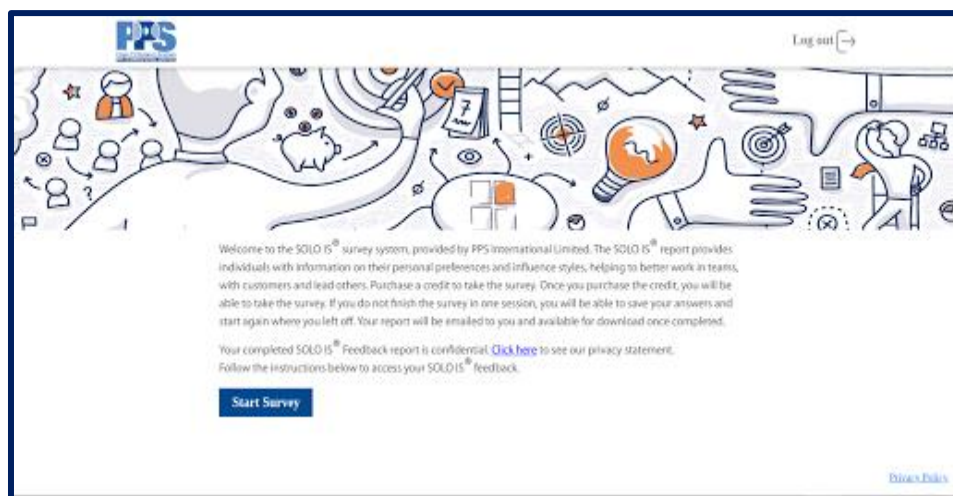 PPS
Log out
7
?
Welcome to the SOLO IS® survey system, provided by PPS International Limited. The SOLO IS® report provides
individuals with information on their personal preferences and influence styles, helping to better work in teams,
with customers and lead others. Purchase a credit to take the survey. Once you purchase the credit, you will be
able to take the survey. If you do not finish the survey in one session, you will be able to save your answers and
start again where you left off. Your report will be emailed to you and available for download once completed.
Your completed SOLO IS® Feedback report is confidential. Click here to see our privacy statement.
Follow the instructions below to access your SOLO IS® feedback.
Start Survey
Privacy Policy